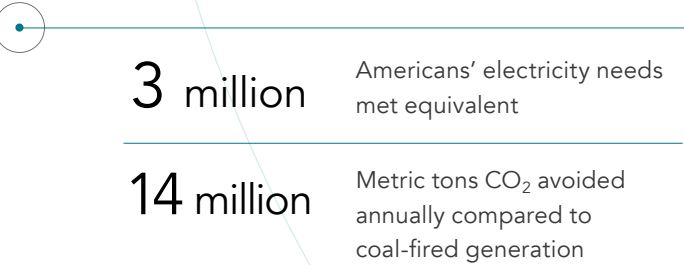 3 million
Americans’ electricity needs
met equivalent
14 million
Metric tons CO₂ avoided
annually compared to
coal-fired generation